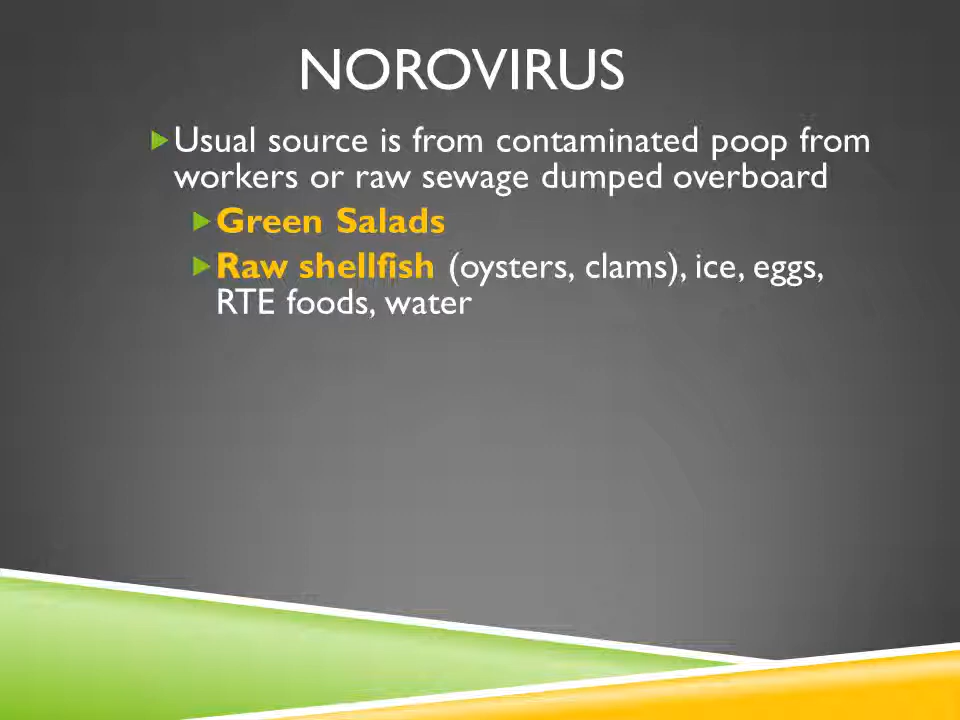 NOROVIRUS
Usual source is from contaminated poop from
workers or raw sewage dumped overboard
Green Salads
Raw shellfish (oysters, clams), ice, eggs,
RTE foods, water